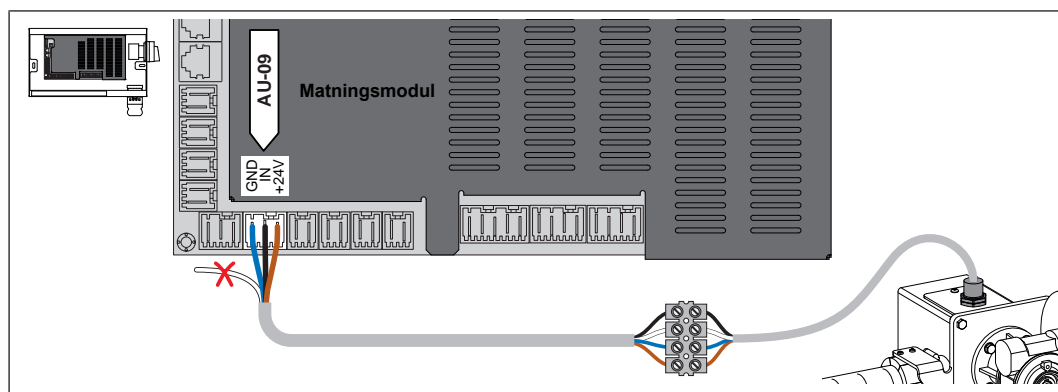 AU-09
Matningsmodul
GND
IN
+24V